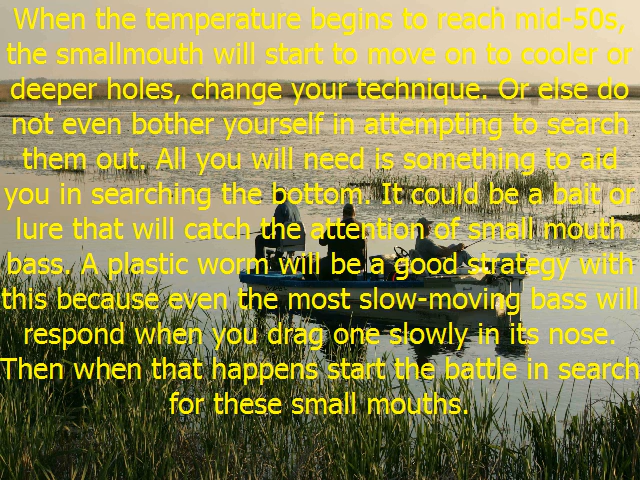 When the temperature begins to reach mid-50s,
the smallmouth will start to move on to cooler or
deeper holes, change your technique. Or else do
not even bother yourself in attempting to search
them out. All you will need is something to aid
you in searching the bottom. It could be a bait or
lure that will catch the attention of small mouth
bass. A plastic worm will be a good strategy with
this because even the most slow-moving bass will
respond when you drag one slowly in its nose.
Then when that happens start the battle in search
for these small mouths.